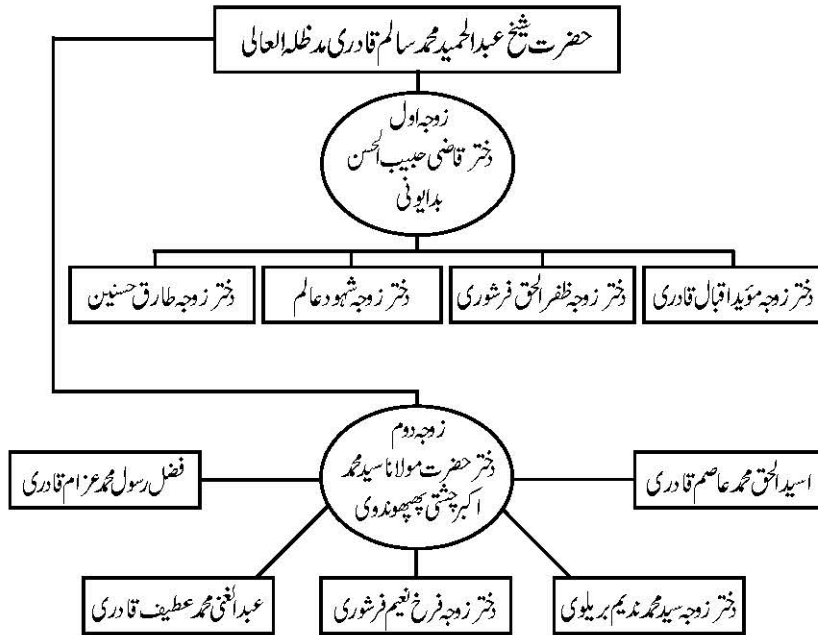 حضرت شیخ عبدالحمید محمد سالم قادری مدظلہ العالی
زوجہ اول
دختر قاضی حبیب الحسن
بدایونی
دختر زوجہ مؤید اقبال قادری
دختر زوجہ ظفر الحق فرشوری
دختر زوجہ شہود عالم
دختر زوجہ طارق حسنین
زوجہ دوم
دختر حضرت مولانا سید محمد
اکبر چشتی پھپھوندوی
اسید الحق محمد عاصم قادری
فضل رسول محمد عزام قادری
دختر زوجہ سید محمد ندیم بریلوی
دختر زوجہ فرخ نعیم فرشوری
عبدالغنی محمد عطیف قادری